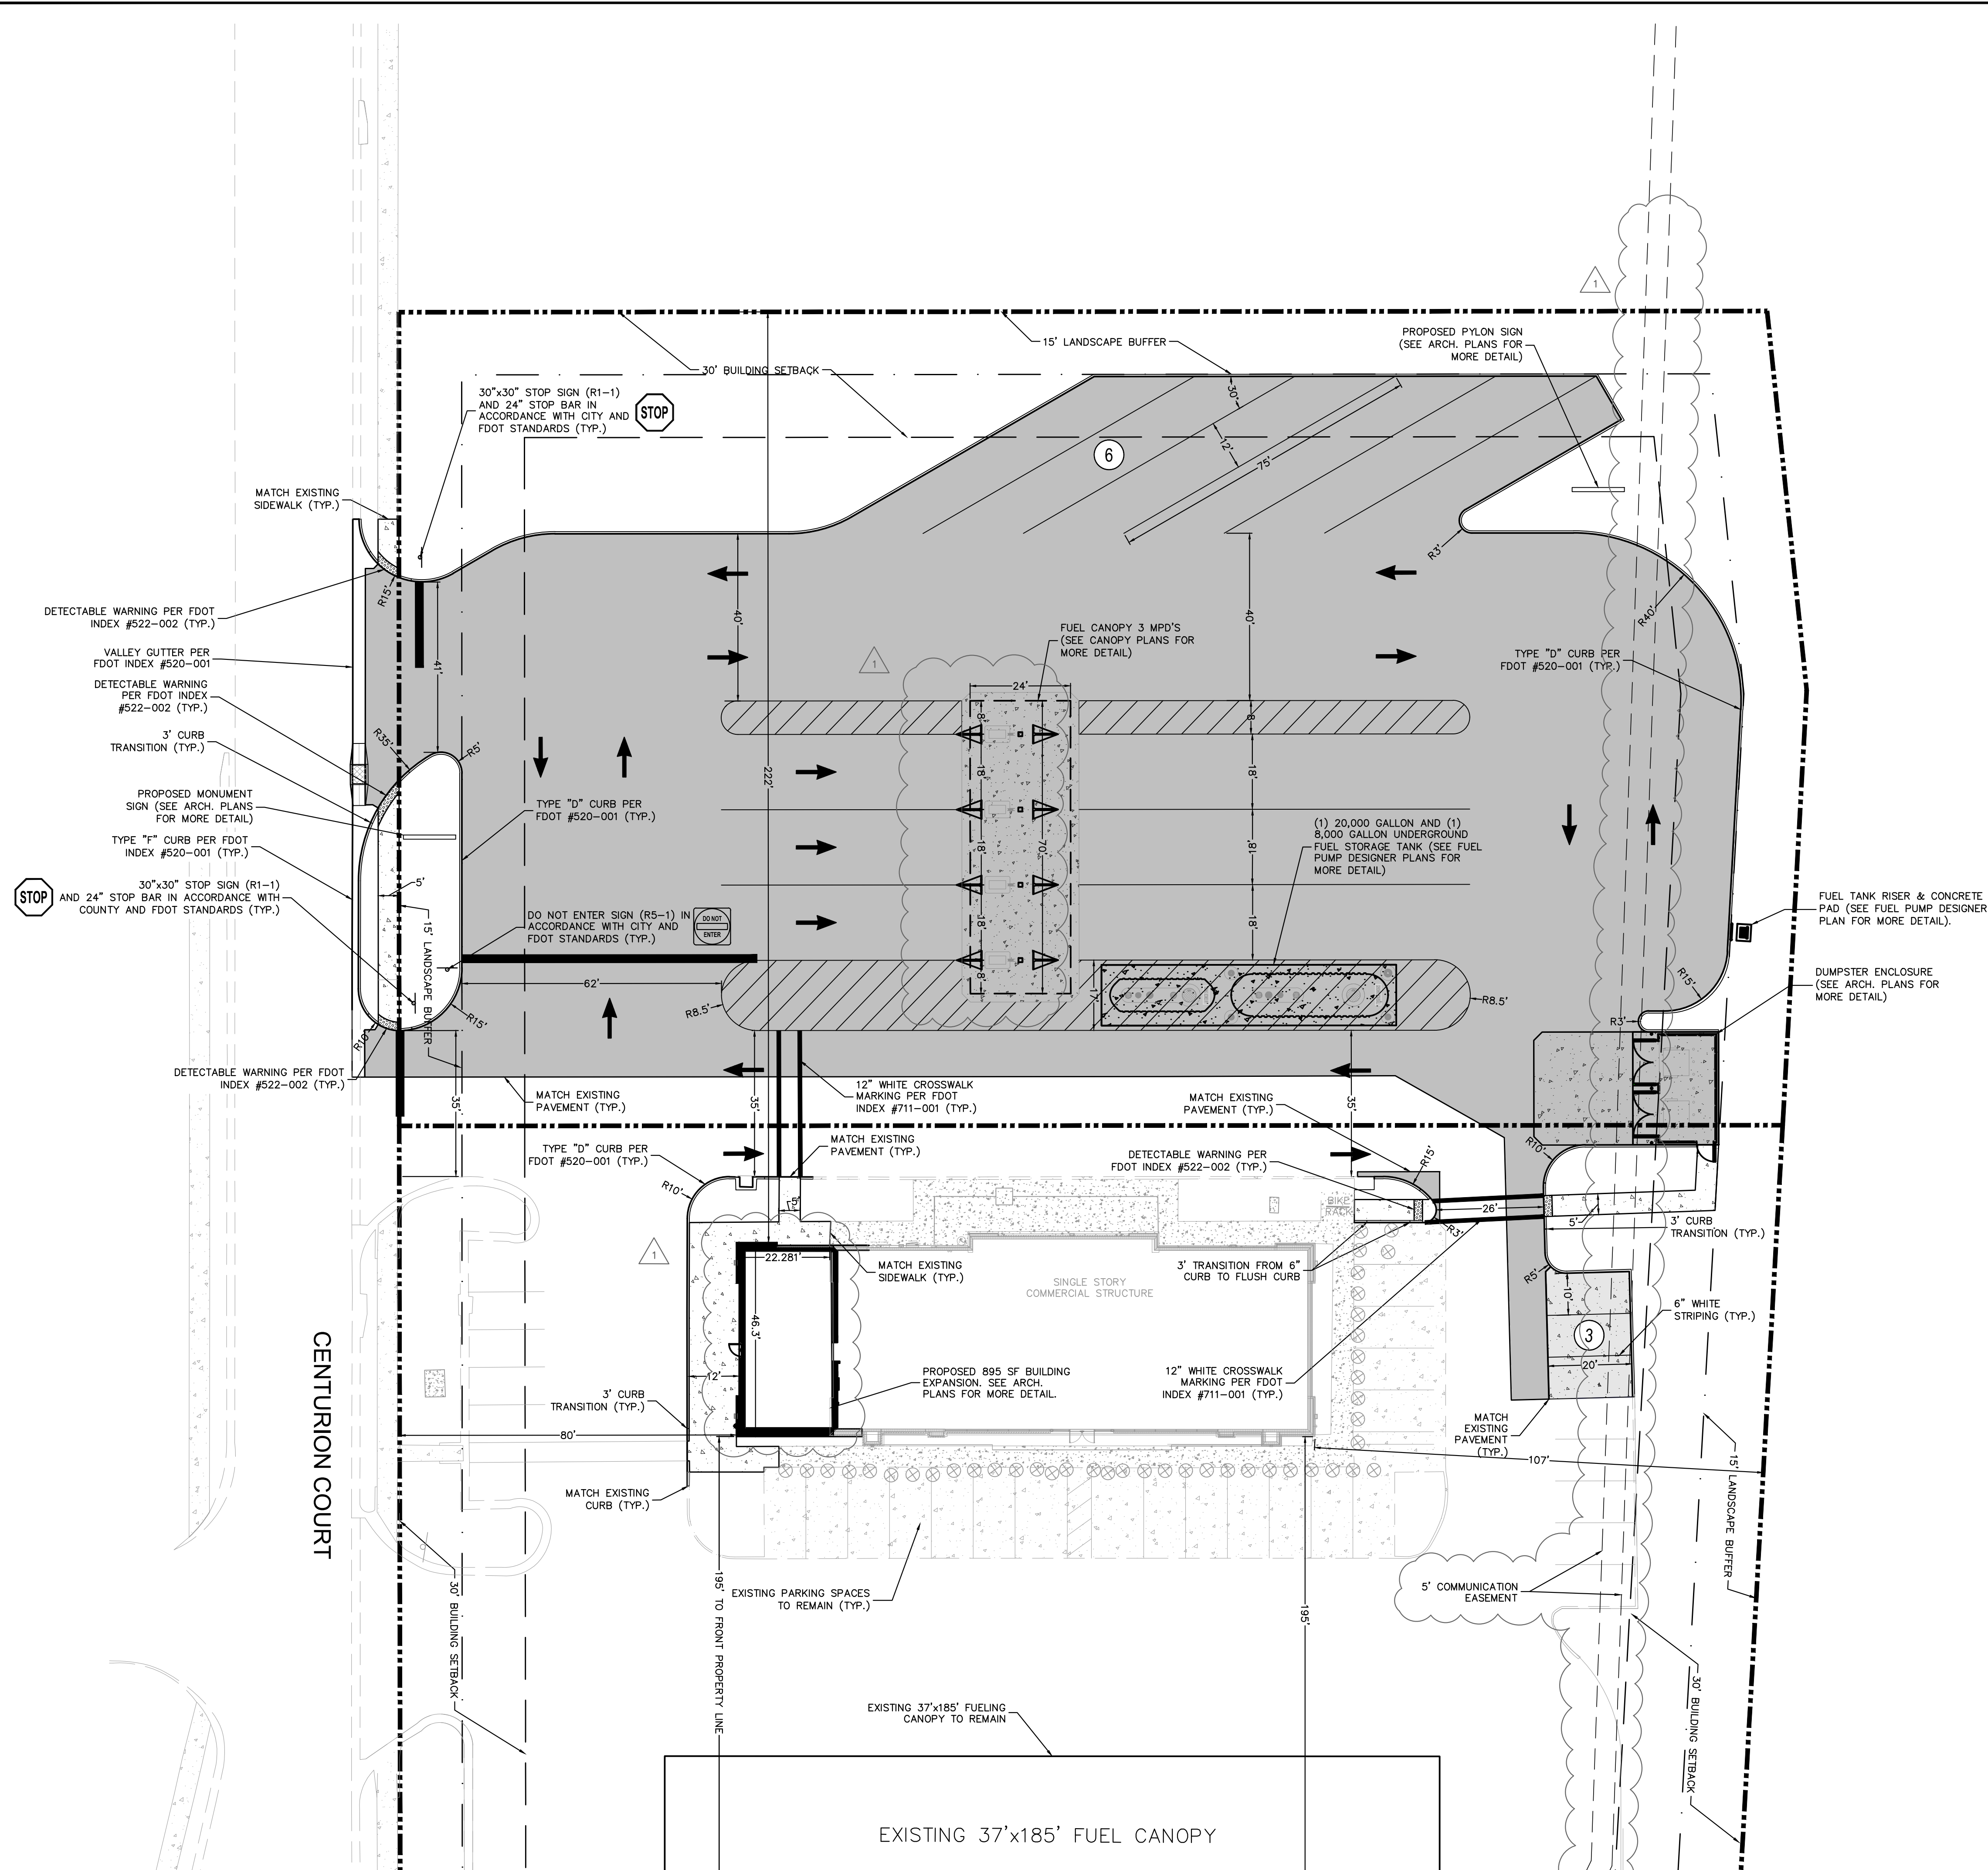 1
PROPOSED PYLON SIGN
(SEE ARCH. PLANS FOR
MORE DETAIL)
15' LANDSCAPE BUFFER
30' BUILDING SETBACK
30"x30" STOP SIGN (R1-1)
AND 24" STOP BAR IN
ACCORDANCE WITH CITY AND
FDOT STANDARDS (TYP.)
STOP
30'
12'
75'
6
MATCH EXISTING
SIDEWALK (TYP.)
R3'
R15'
DETECTABLE WARNING PER FDOT
INDEX #522-002 (TYP.)
40'
40'
R40'
FUEL CANOPY 3 MPD'S
(SEE CANOPY PLANS FOR
MORE DETAIL)
VALLEY GUTTER PER
FDOT INDEX #520-001
41'
1
TYPE "D" CURB PER
FDOT #520-001 (TYP.)
DETECTABLE WARNING
PER FDOT INDEX
#522-002 (TYP.)
24'
8'
8'
3' CURB
TRANSITION (TYP.)
R35'
R5'
222'
18'
18'
PROPOSED MONUMENT
SIGN (SEE ARCH. PLANS
FOR MORE DETAIL)
TYPE "D" CURB PER
FDOT #520-001 (TYP.)
TYPE "F" CURB PER FDOT
INDEX #520-001 (TYP.)
18'
70'
18'
(1) 20,000 GALLON AND (1)
8,000 GALLON UNDERGROUND
FUEL STORAGE TANK (SEE FUEL
PUMP DESIGNER PLANS FOR
MORE DETAIL)
STOP
30"x30" STOP SIGN (R1-1)
AND 24" STOP BAR IN ACCORDANCE WITH
COUNTY AND FDOT STANDARDS (TYP.)
5'
15' LANDSCAPE BUFFER
DO NOT ENTER SIGN (R5-1) IN
ACCORDANCE WITH CITY AND
FDOT STANDARDS (TYP.)
DO NOT
ENTER
18'
18'
FUEL TANK RISER & CONCRETE
PAD (SEE FUEL PUMP DESIGNER
PLAN FOR MORE DETAIL).
62'
8'
17'
R8.5'
R8.5'
R15'
R15'
R3'
DUMPSTER ENCLOSURE
(SEE ARCH. PLANS FOR
MORE DETAIL)
R10'
DETECTABLE WARNING PER FDOT
INDEX #522-002 (TYP.)
35'
MATCH EXISTING
PAVEMENT (TYP.)
35'
12" WHITE CROSSWALK
MARKING PER FDOT
INDEX #711-001 (TYP.)
35'
MATCH EXISTING
PAVEMENT (TYP.)
MATCH EXISTING
PAVEMENT (TYP.)
TYPE "D" CURB PER
FDOT #520-001 (TYP.)
DETECTABLE WARNING PER
FDOT INDEX #522-002 (TYP.)
R15'
R10'
R10'
5'
BIKE
RACK
26'
5'
R3'
3' CURB
TRANSITION (TYP.)
1
22.281'
MATCH EXISTING
SIDEWALK (TYP.)
SINGLE STORY
COMMERCIAL STRUCTURE
3' TRANSITION FROM 6"
CURB TO FLUSH CURB
R5'
10'
6" WHITE
STRIPING (TYP.)
3
46.3'
20'
12'
PROPOSED 895 SF BUILDING
EXPANSION. SEE ARCH.
PLANS FOR MORE DETAIL.
12" WHITE CROSSWALK
MARKING PER FDOT
INDEX #711-001 (TYP.)
3' CURB
TRANSITION (TYP.)
80'
MATCH
EXISTING
PAVEMENT
(TYP.)
107'
CENTURION COURT
MATCH EXISTING
CURB (TYP.)
15' LANDSCAPE BUFFER
30' BUILDING SETBACK
195' TO FRONT PROPERTY LINE
EXISTING PARKING SPACES
TO REMAIN (TYP.)
195'
5' COMMUNICATION
EASEMENT
30' BUILDING SETBACK
EXISTING 37'x185' FUELING
CANOPY TO REMAIN
EXISTING 37'x185' FUEL CANOPY